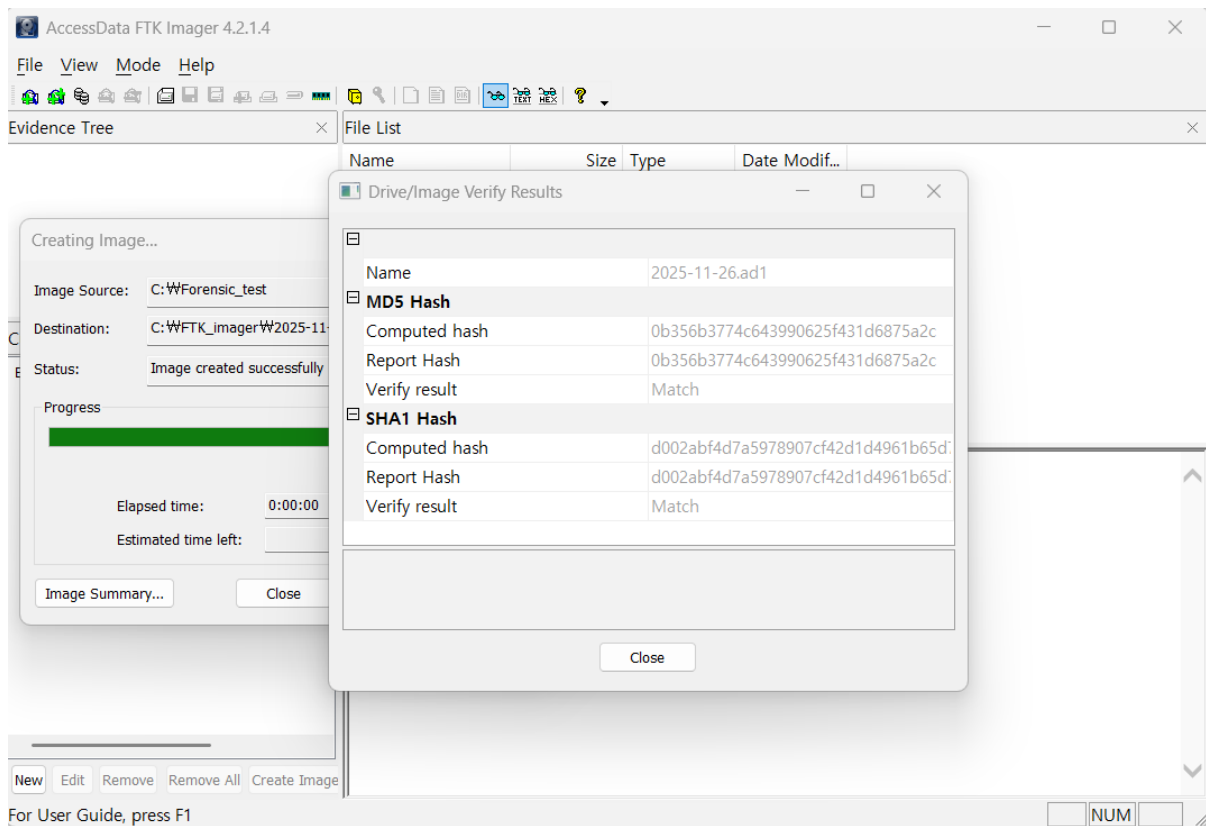 AccessData FTK Imager 4.2.1.4
File View Mode Help
TEXT HEX ?
Evidence Tree
File List
Name Size Type Date Modif...
Drive/Image Verify Results
Name 2025-11-26.ad1
MD5 Hash
Computed hash 0b356b3774c643990625f431d6875a2c
Report Hash 0b356b3774c643990625f431d6875a2c
Verify result Match
SHA1 Hash
Computed hash d002abf4d7a5978907cf42d1d4961b65d
Report Hash d002abf4d7a5978907cf42d1d4961b65d
Verify result Match
Close
Creating Image...
Image Source: C:₩Forensic_test
Destination: C:₩FTK_imager₩2025-11-
Status: Image created successfully
Progress
Elapsed time: 0:00:00
Estimated time left:
Image Summary... Close
New Edit Remove Remove All Create Image
For User Guide, press F1
NUM